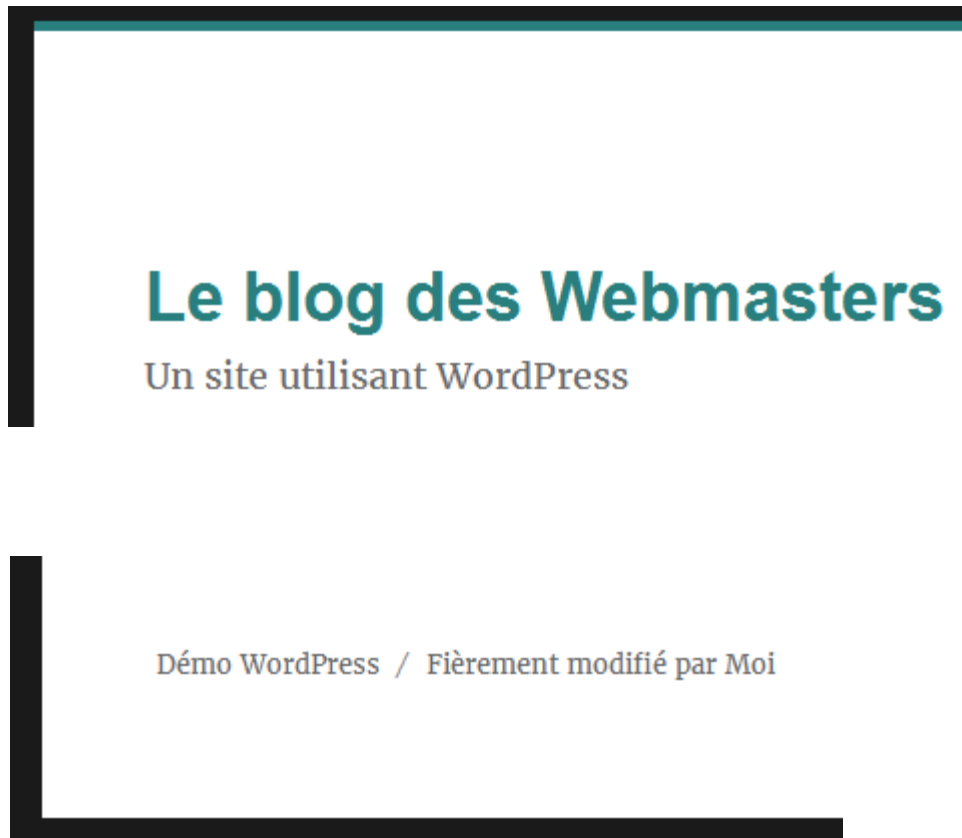 Le blog des Webmasters
Un site utilisant WordPress
Démo WordPress / Fièrement modifié par Moi